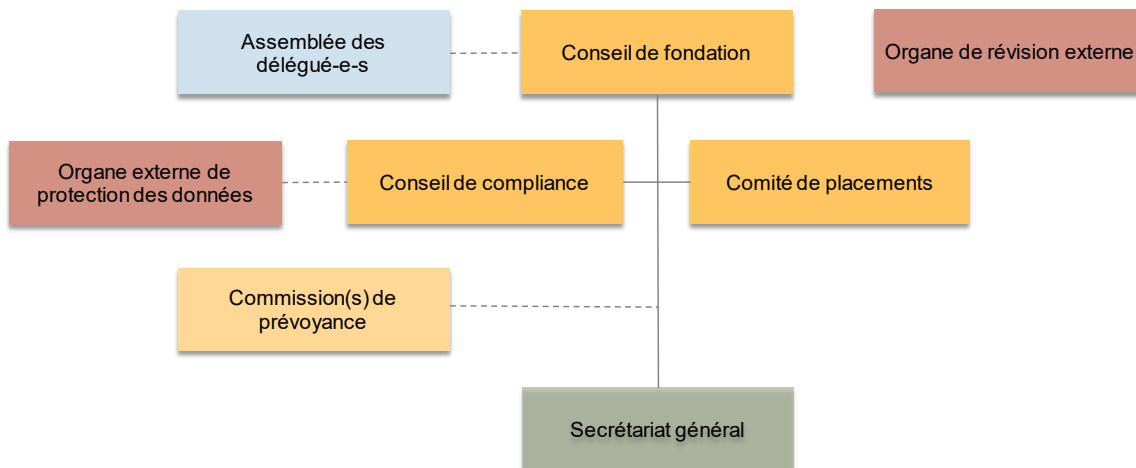 Assemblée des
délégué-e-s
Conseil de fondation
Organe de révision externe
Organe externe de
protection des données
Conseil de compliance
Comité de placements
Commission(s) de
prévoyance
Secrétariat général